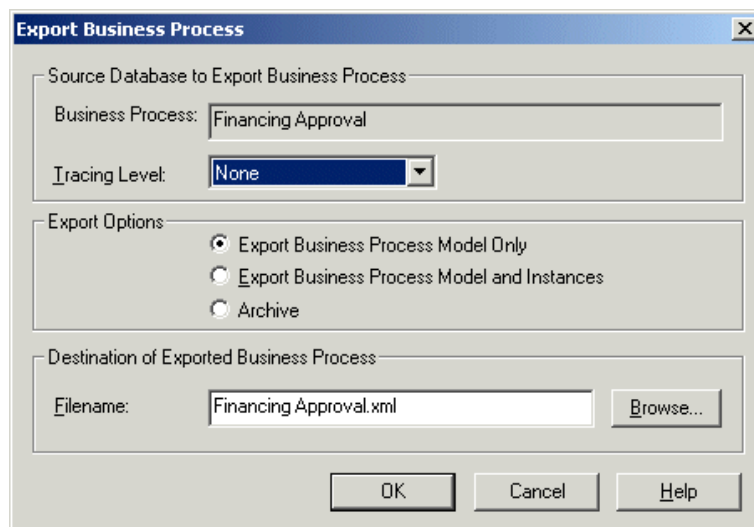 Export Business Process
Source Database to Export Business Process
Business Process: Financing Approval
Tracing Level: None
Export Options
Export Business Process Model Only
Export Business Process Model and Instances
Archive
Destination of Exported Business Process
Filename: Financing Approval.xml Browse...
OK Cancel Help